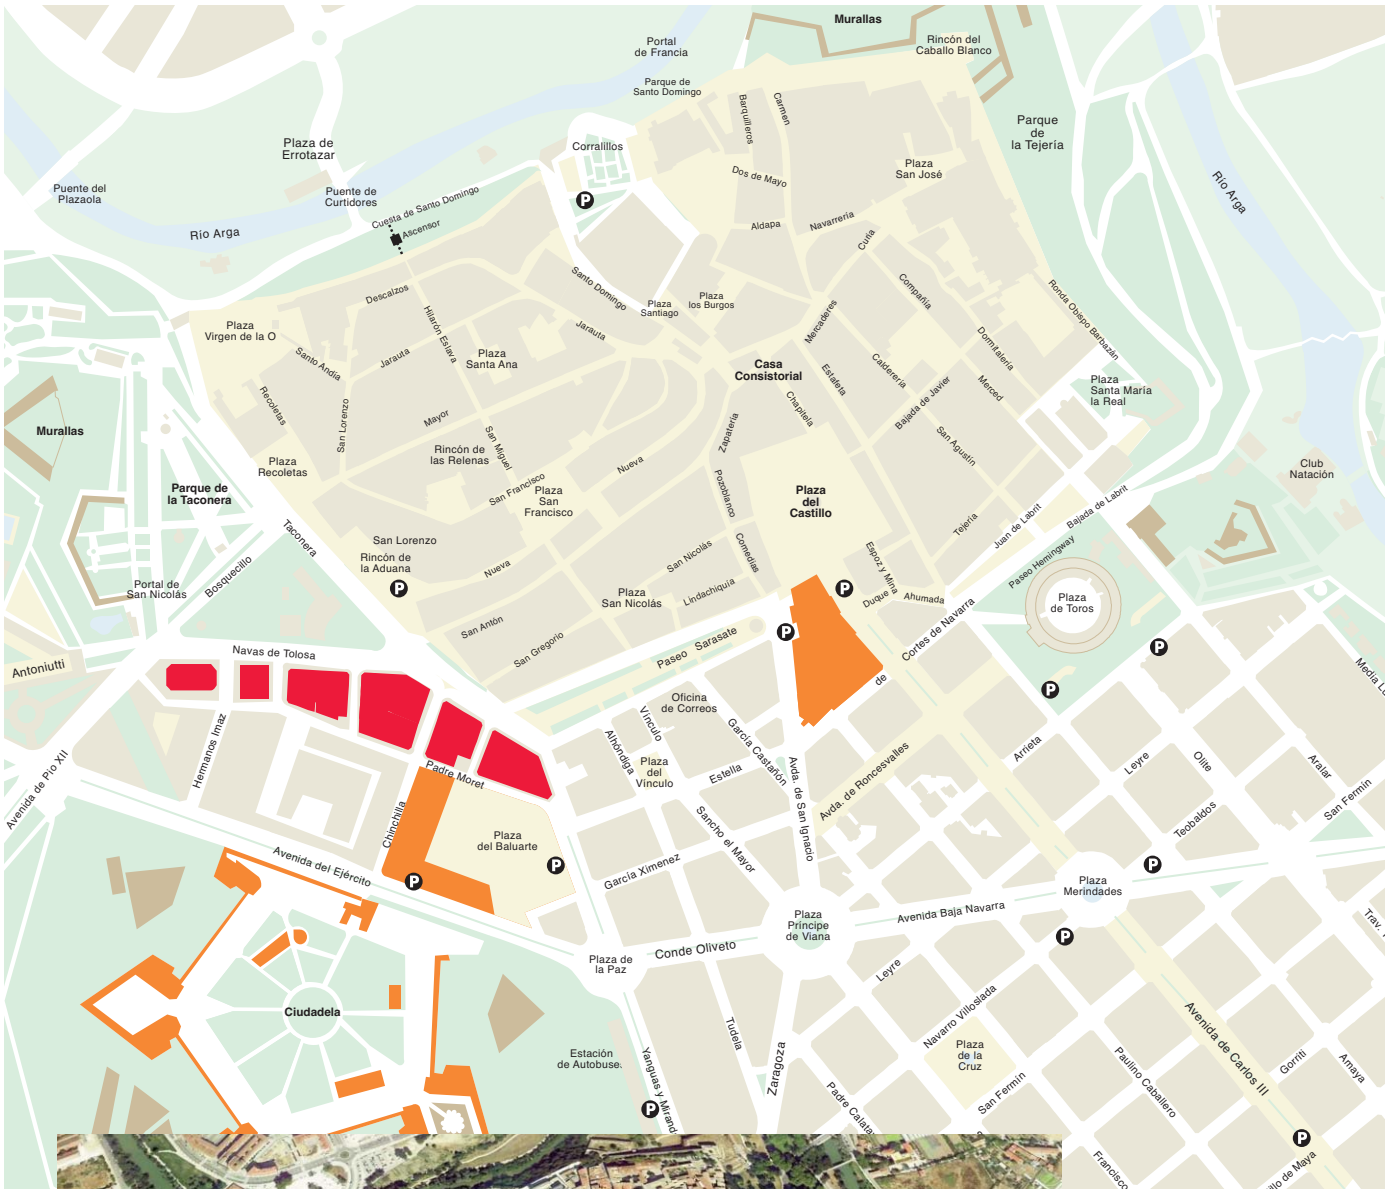 Murallas
Rincón del
Caballo Blanco
Portal
de Francia
Parque de
Santo Domingo
Barquilleros
Carmen
Parque
de
la Tejería
Plaza de
Errotazar
Corralillos
P
Dos de Mayo
Plaza
San José
Río Arga
Puente del
Plazaola
Puente de
Curtidores
Cuesta de Santo Domingo
Ascensor
Río Arga
Aldapa
Navarrería
Curia
Descalzos
Santo Domingo
Plaza
Santiago
Plaza
los Burgos
Compañía
Ronda Obispo Barbazán
Plaza
Virgen de la O
Hilarón Eslava
Jarauta
Mercaderes
Dormitalería
Santo Andía
Jarauta
Plaza
Santa Ana
Casa
Consistorial
Estafeta
Calderería
Bajada de Javier
Merced
Plaza
Santa María
la Real
Recoletas
San Lorenzo
Mayor
San Miguel
Chapitela
Zapatería
San Agustín
Murallas
Rincón de
las Relenas
Nueva
Plaza
Recoletas
San Francisco
Plaza
San
Francisco
Pozoblanco
Plaza
del
Castillo
Club
Natación
Parque de
la Taconera
Taconera
San Lorenzo
Rincón de
la Aduana
P
Nueva
San Nicolás
Comedias
Espoz y Mina
Tejería
Juan de Labrit
Bajada de Labrit
Paseo Hemingway
Portal de
San Nicolás
Bosquecillo
Plaza
San Nicolás
Lindachiquía
P
Duque
Ahumada
Plaza
de Toros
San Antón
San Gregorio
Paseo Sarasate
P
Cortes de Navarra
de
P
P
Antoniutti
Navas de Tolosa
Media Lu
Oficina
de Correos
Hermanos Imaz
Vínculo
Alhóndiga
García Castañón
Plaza
del
Vínculo
Estella
Avda. de San Ignacio
Avda. de Roncesvalles
Arrieta
Leyre
Olite
Aralar
San Fermín
Teobaldos
Avenida de Pío XII
Padre Moret
Chinchilla
Plaza
del Baluarte
P
Sancho el Mayor
García Ximenez
Avenida del Ejército
P
P
Plaza
Merindades
Plaza
Príncipe
de Viana
Avenida Baja Navarra
P
Trav.
Conde Oliveto
Plaza de
la Paz
Leyre
Ciudadela
Navarro Villoslada
Avenida de Carlos III
Tudela
Zaragoza
Plaza
de la
Cruz
Estación
de Autobuses
Yanguas y Mirand
P
San Fermín
Padre Calata
Paulino Caballero
Gorriti
Amaya
P
Francisco
llo de Maya